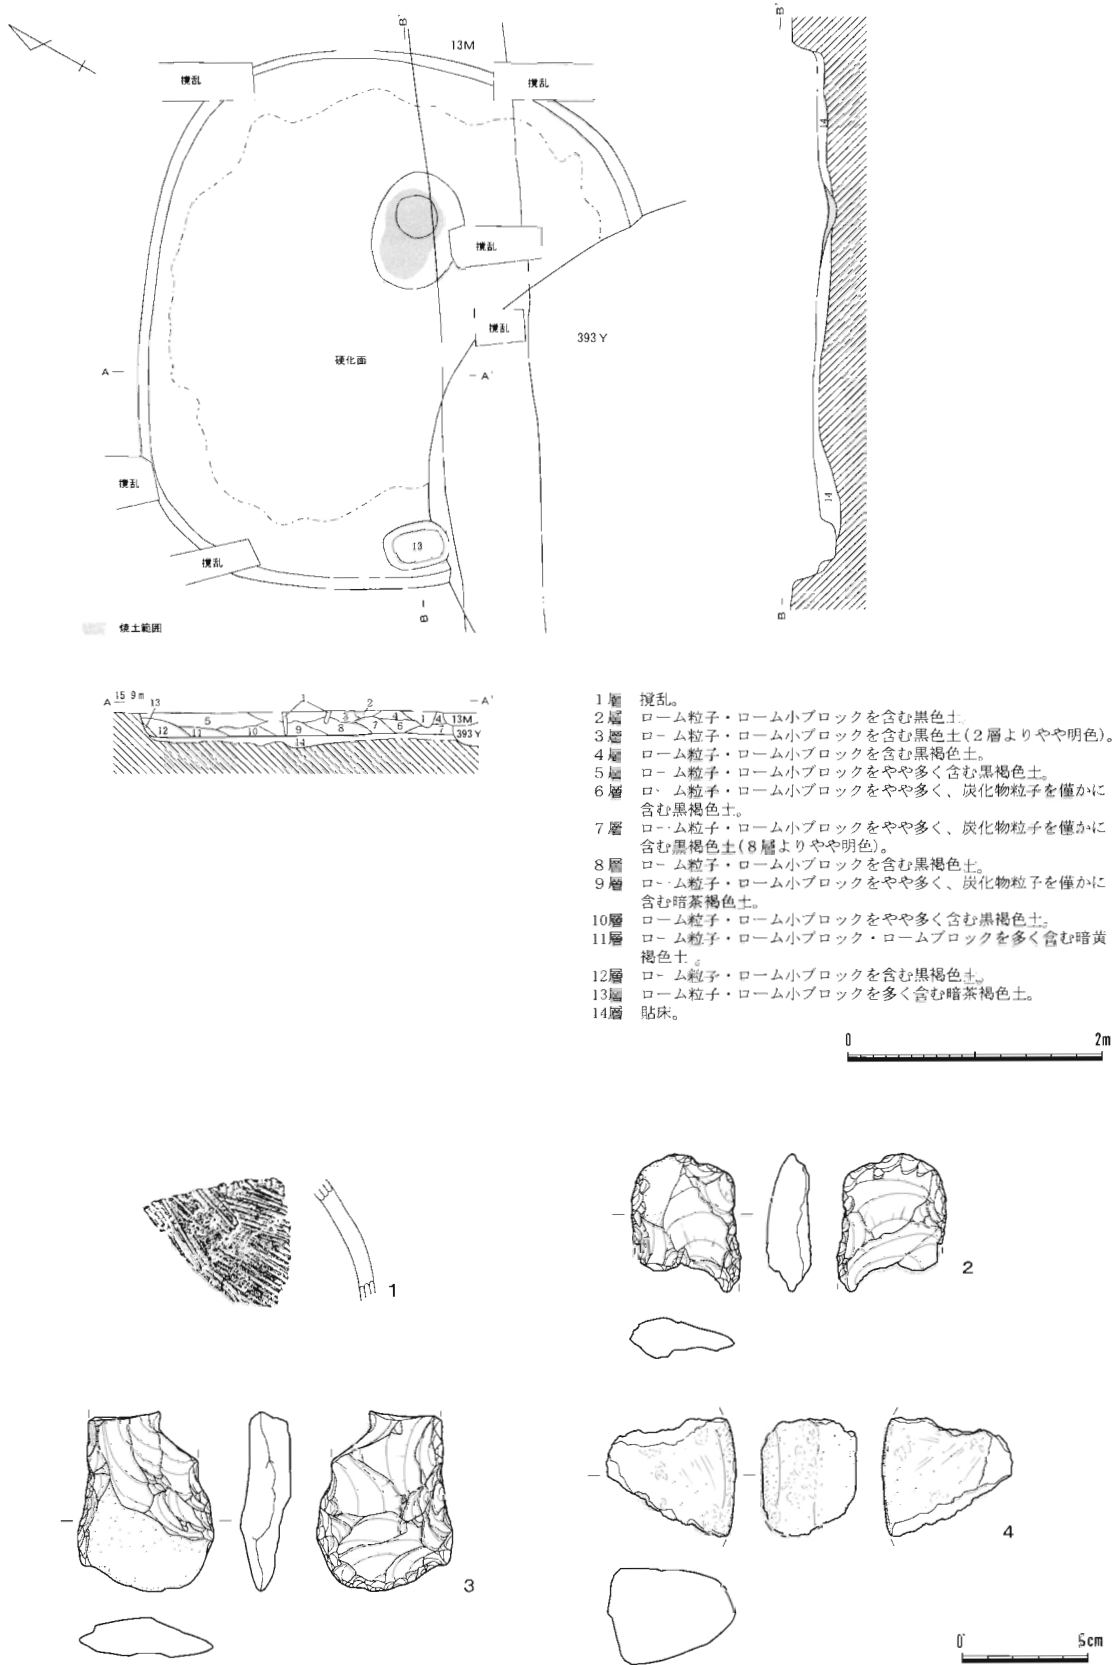 B'
13M
攪乱
攪乱
攪乱
攪乱
393Y
硬化面
A
A'
攪乱
攪乱
13
B
焼土範囲
B'
14
14
B
A
15 9m
13
1
2
A'
5
3
4
1
4
13M
12
11
10
9
8
7
6
7
393Y
14
1層 攪乱。
2層 ローム粒子・ローム小ブロックを含む黒色土
3層 ローム粒子・ローム小ブロックを含む黒色土(2層よりやや明色)。
4層 ローム粒子・ローム小ブロックを含む黒褐色土。
5層 ローム粒子・ローム小ブロックをやや多く含む黒褐色土。
6層 ローム粒子・ローム小ブロックをやや多く、炭化物粒子を僅かに
含む黒褐色土。
7層 ローム粒子・ローム小ブロックをやや多く、炭化物粒子を僅かに
含む黒褐色土(8層よりやや明色)。
8層 ローム粒子・ローム小ブロックを含む黒褐色土。
9層 ローム粒子・ローム小ブロックをやや多く、炭化物粒子を僅かに
含む暗茶褐色土。
10層 ローム粒子・ローム小ブロックをやや多く含む黒褐色土。
11層 ローム粒子・ローム小ブロック・ロームブロックを多く含む暗黄
褐色土。
12層 ローム粒子・ローム小ブロックを含む黒褐色土。
13層 ローム粒子・ローム小ブロックを多く含む暗茶褐色土。
14層 貼床。
0 2m
1
2
3
4
0 5cm